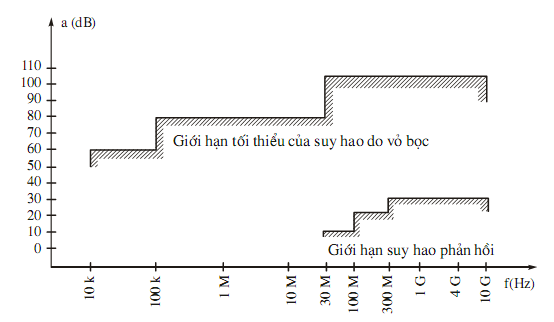 a (dB)
110
100
90
80
70
60
50
40
30
20
10
0
Giới hạn tối thiểu của suy hao do vỏ bọc
Giới hạn suy hao phản hồi
10 k
100 k
1 M
10 M
30 M
100 M
300 M
1 G
4 G
10 G
f(Hz)